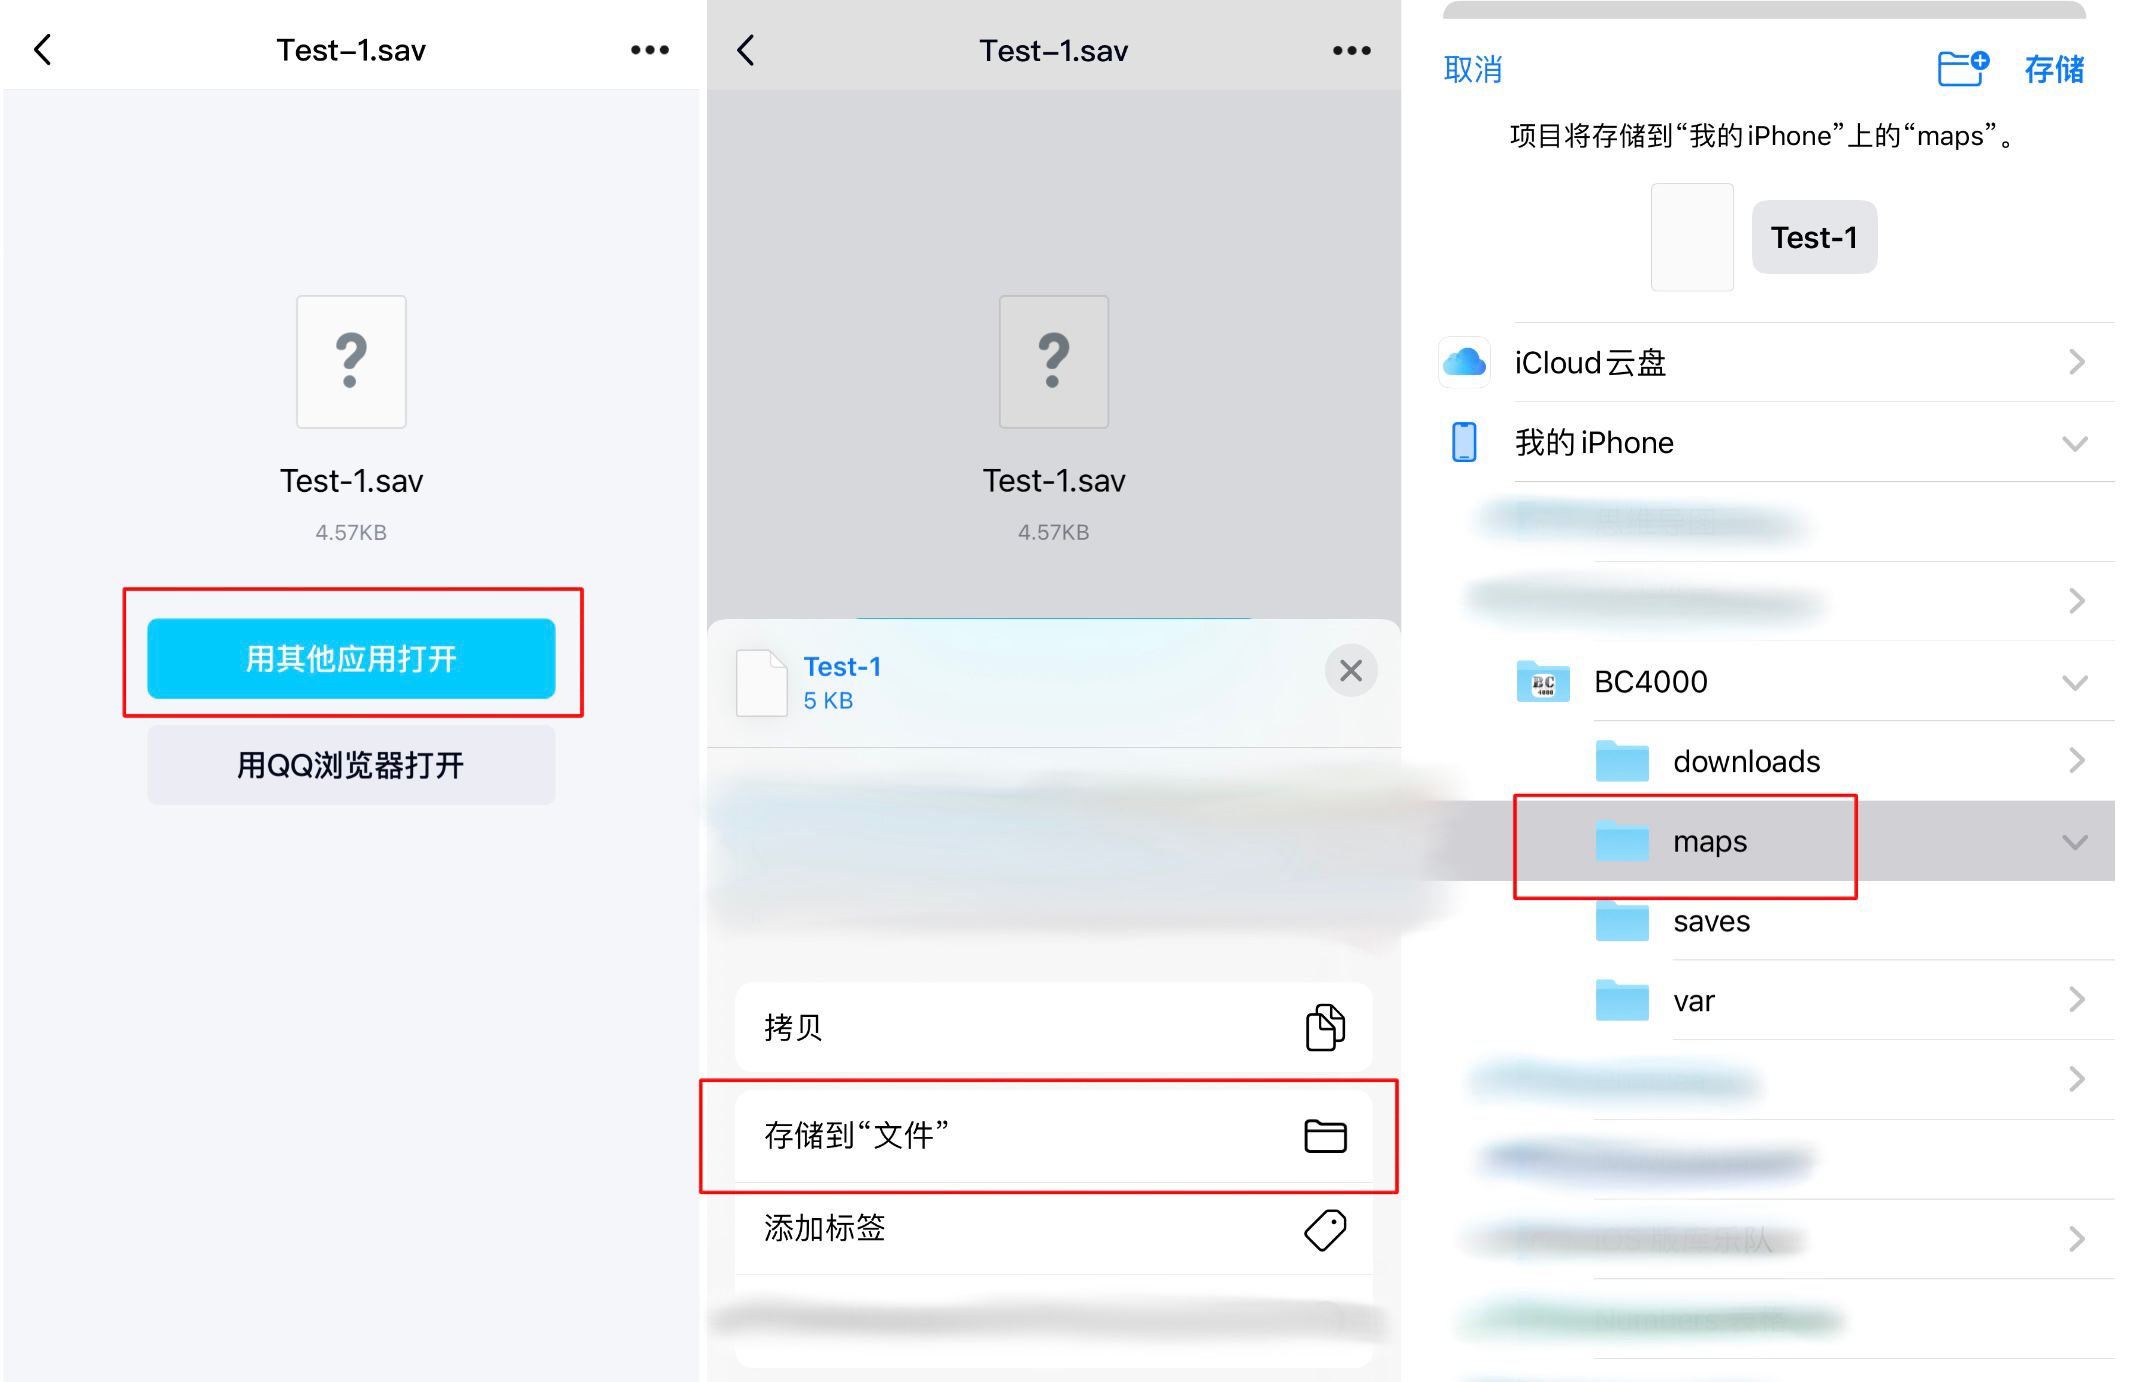 Test-1.sav
?
Test-1.sav
4.57KB
用其他应用打开
用QQ浏览器打开
Test-1.sav
?
Test-1.sav
4.57KB
Test-1
5 KB
拷贝
存储到“文件”
添加标签
取消
存储
项目将存储到“我的iPhone”上的“maps”。
Test-1
iCloud云盘
我的iPhone
BC4000
BC
4000
downloads
maps
saves
var